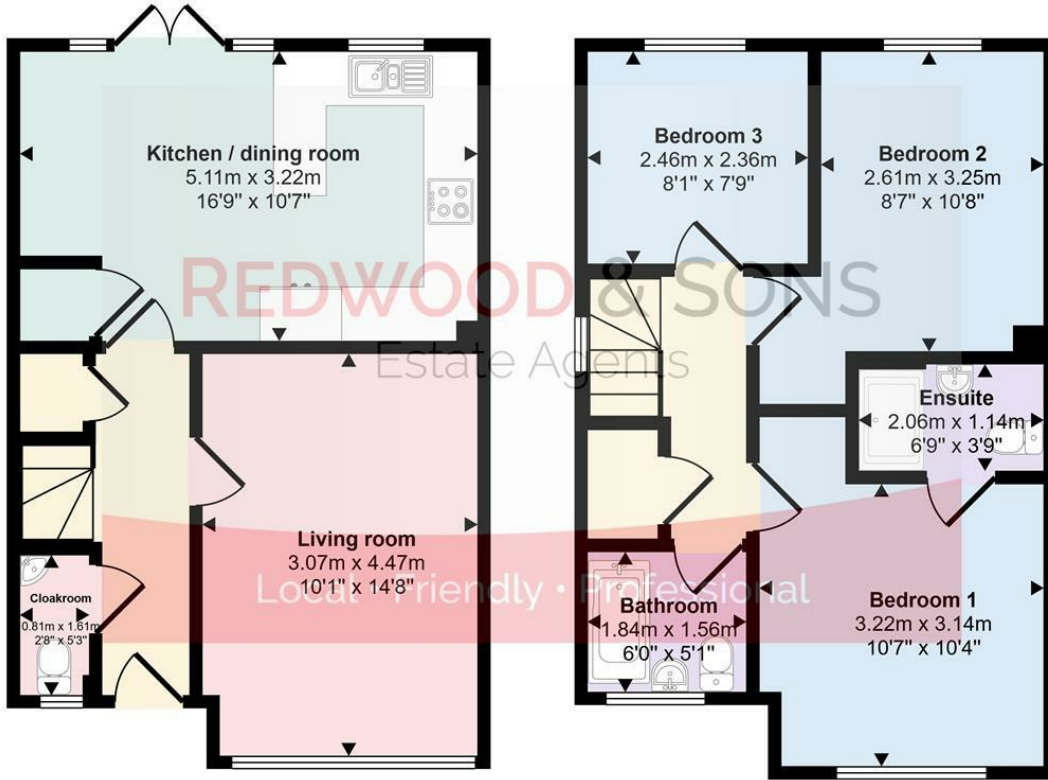 Kitchen / dining room
5.11m x 3.22m
16'9" x 10'7"
Bedroom 3
2.46m x 2.36m
8'1" x 7'9"
Bedroom 2
2.61m x 3.25m
8'7" x 10'8"
REDWOOD & SONS
Estate Agents
Ensuite
2.06m x 1.14m
6'9" x 3'9"
Living room
3.07m x 4.47m
10'1" x 14'8"
Cloakroom
0.81m x 1.61m
2'8" x 5'3"
Local • Friendly • Professional
Bathroom
1.84m x 1.56m
6'0" x 5'1"
Bedroom 1
3.22m x 3.14m
10'7" x 10'4"